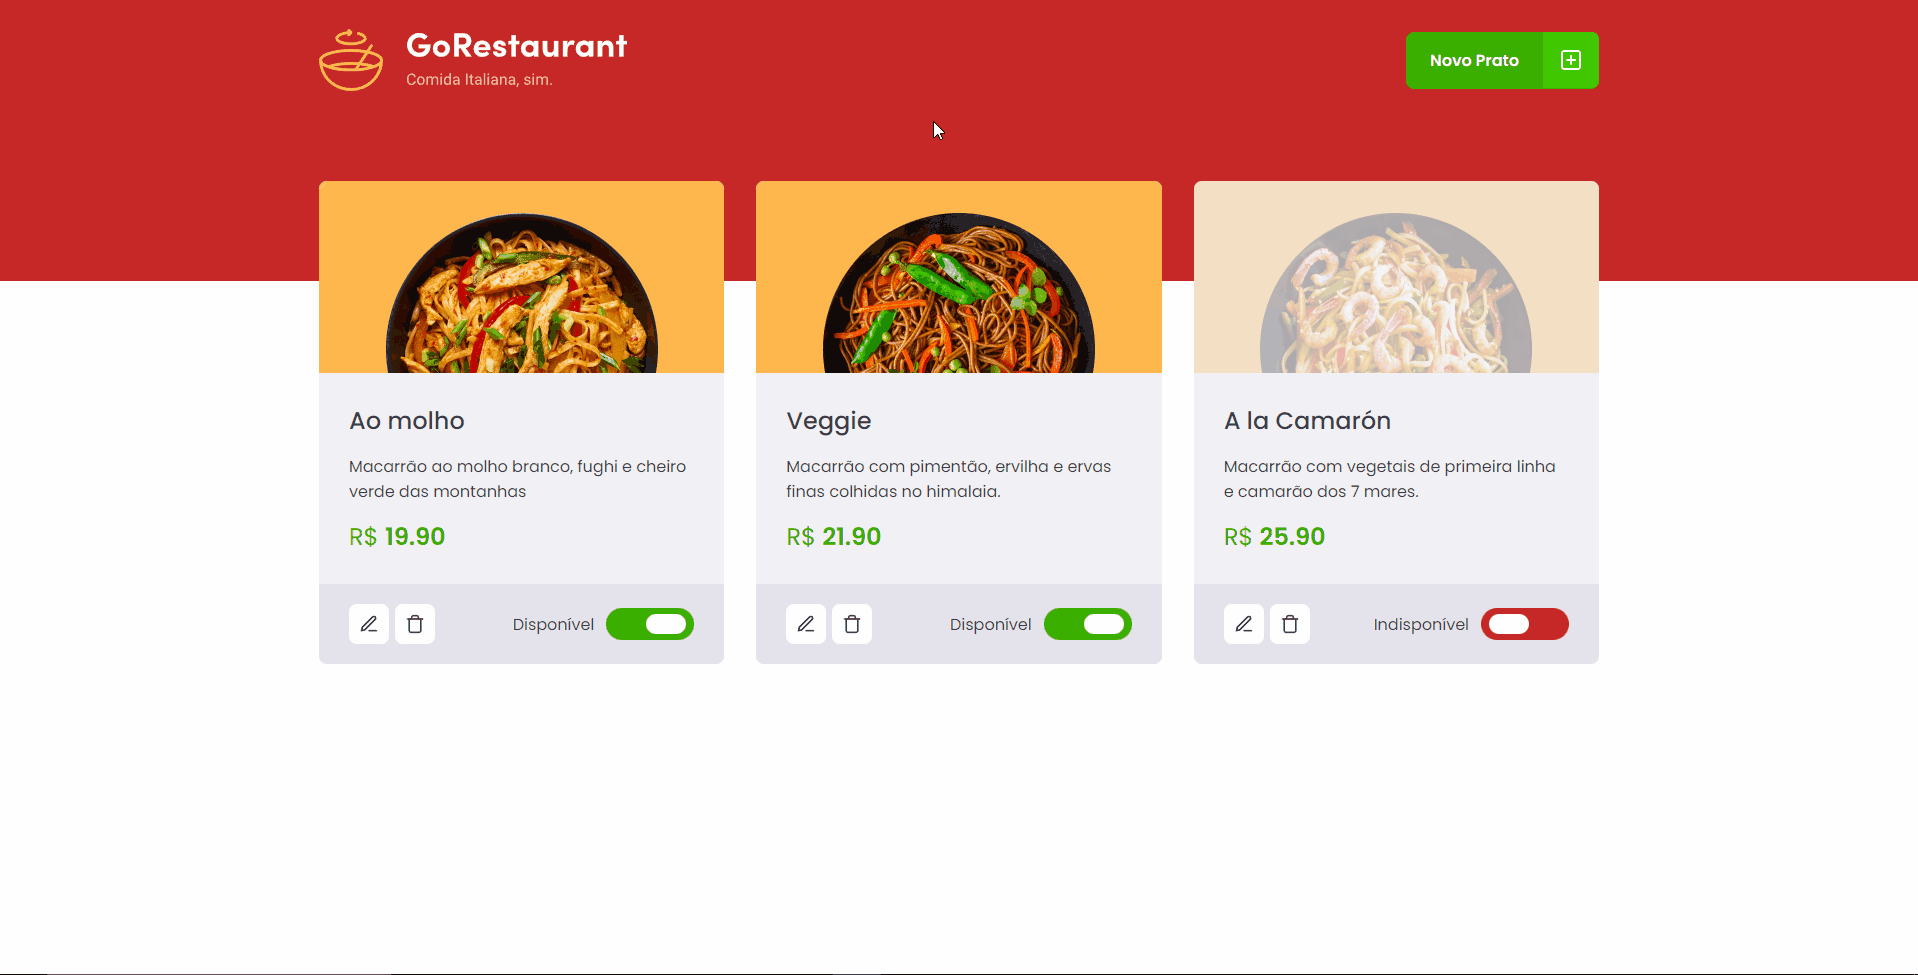 GoRestaurant
Comida Italiana, sim.
Novo Prato
Ao molho
Macarrão ao molho branco, fughi e cheiro
verde das montanhas
R$ 19.90
Disponível
Veggie
Macarrão com pimentão, ervilha e ervas
finas colhidas no himalaia.
R$ 21.90
Disponível
A la Camarón
Macarrão com vegetais de primeira linha
e camarão dos 7 mares.
R$ 25.90
Indisponível